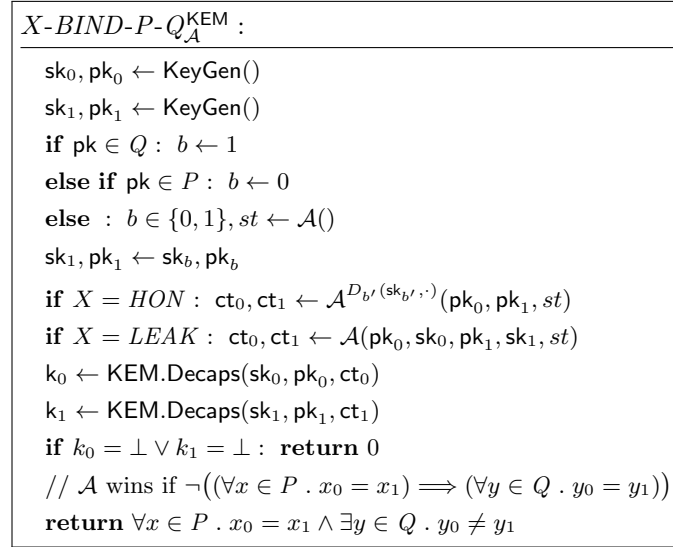 X-BIND-P-Q^KEM_A :
sk₀, pk₀ ← KeyGen()
sk₁, pk₁ ← KeyGen()
if pk ∈ Q : b ← 1
else if pk ∈ P : b ← 0
else : b ∈ {0, 1}, st ← A()
sk₁, pk₁ ← sk_b, pk_b
if X = HON : ct₀, ct₁ ← A^{D_{b′}(sk_{b′},·)}(pk₀, pk₁, st)
if X = LEAK : ct₀, ct₁ ← A(pk₀, sk₀, pk₁, sk₁, st)
k₀ ← KEM.Decaps(sk₀, pk₀, ct₀)
k₁ ← KEM.Decaps(sk₁, pk₁, ct₁)
if k₀ = ⊥ ∨ k₁ = ⊥ : return 0
// A wins if ¬((∀x ∈ P . x₀ = x₁) ⟹ (∀y ∈ Q . y₀ = y₁))
return ∀x ∈ P . x₀ = x₁ ∧ ∃y ∈ Q . y₀ ≠ y₁